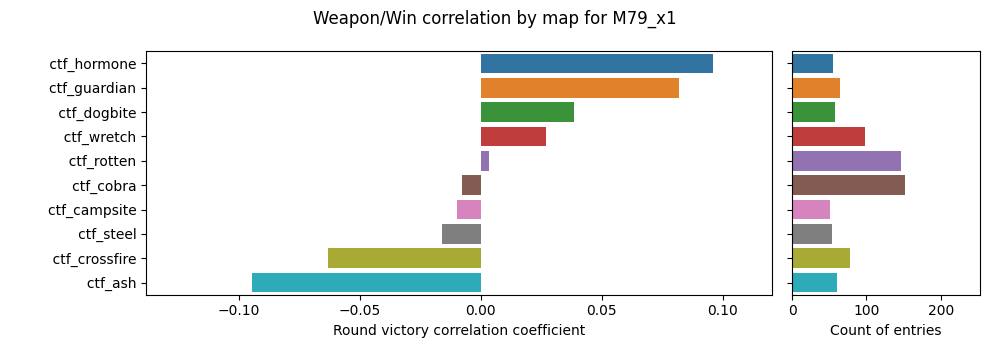 Weapon/Win correlation by map for M79_x1
ctf_hormone
ctf_guardian
ctf_dogbite
ctf_wretch
ctf_rotten
ctf_cobra
ctf_campsite
ctf_steel
ctf_crossfire
ctf_ash
−0.10 −0.05 0.00 0.05 0.10
Round victory correlation coefficient
0 100 200
Count of entries